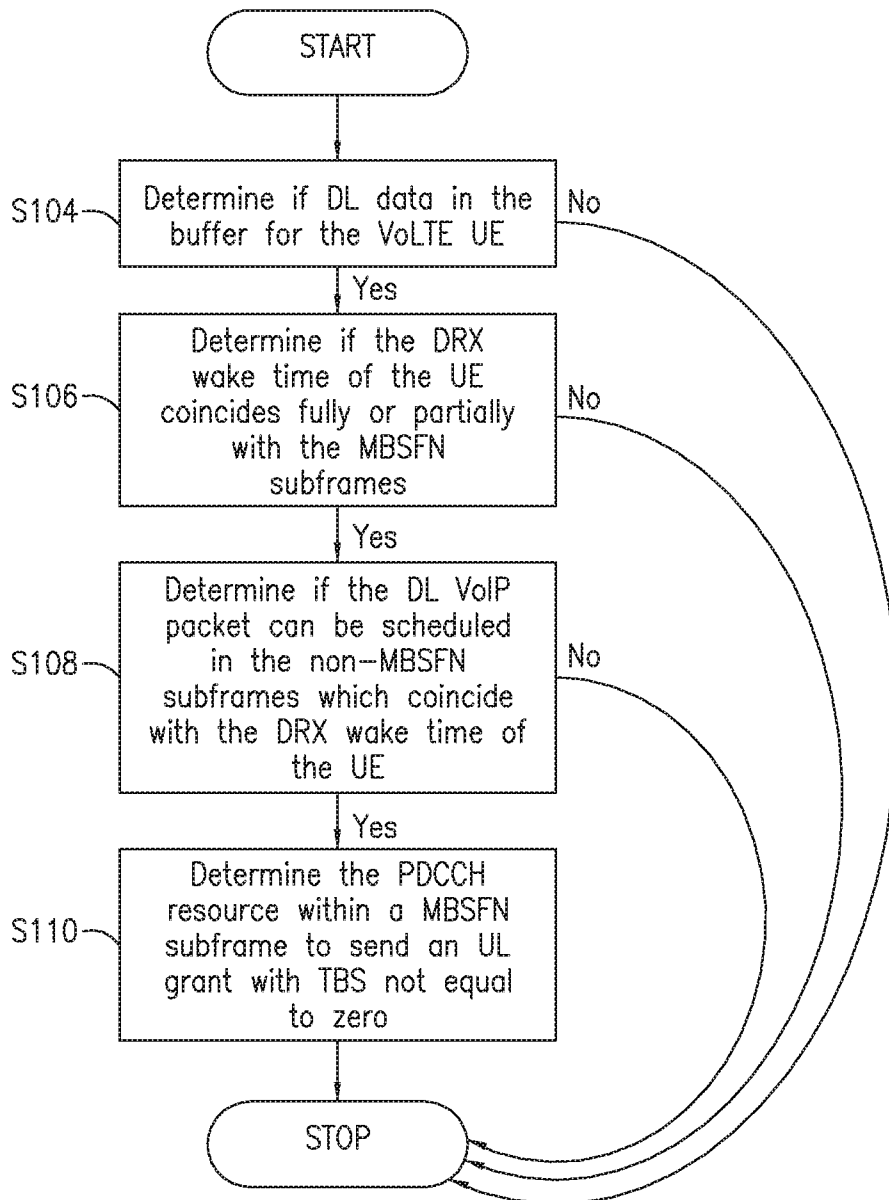 START
S104
Determine if DL data in the
buffer for the VoLTE UE
No
Yes
S106
Determine if the DRX
wake time of the UE
coincides fully or partially
with the MBSFN
subframes
No
Yes
S108
Determine if the DL VoIP
packet can be scheduled
in the non-MBSFN
subframes which coincide
with the DRX wake time of
the UE
No
Yes
S110
Determine the PDCCH
resource within a MBSFN
subframe to send an UL
grant with TBS not equal
to zero
STOP